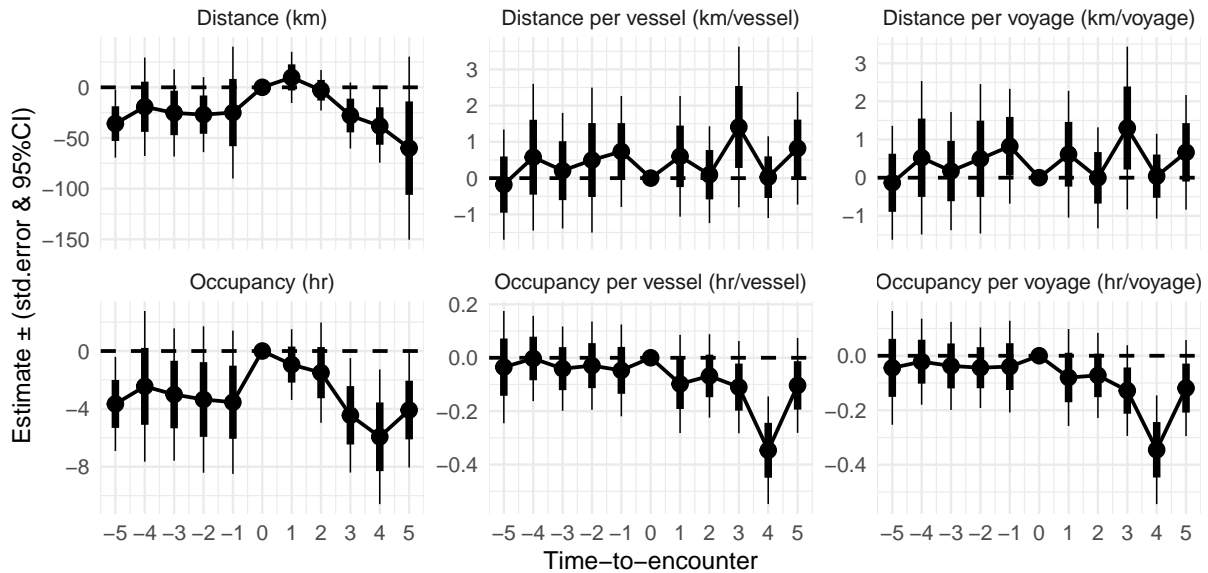 Distance (km)
Distance per vessel (km/vessel)
Distance per voyage (km/voyage)
0
−50
−100
−150
3
2
1
0
−1
3
2
1
0
−1
Occupancy (hr)
Occupancy per vessel (hr/vessel)
Occupancy per voyage (hr/voyage)
0
−4
−8
0.2
0.0
−0.2
−0.4
0.0
−0.2
−0.4
−5 −4 −3 −2 −1 0 1 2 3 4 5
−5 −4 −3 −2 −1 0 1 2 3 4 5
−5 −4 −3 −2 −1 0 1 2 3 4 5
Time−to−encounter
Estimate ± (std.error & 95%CI)